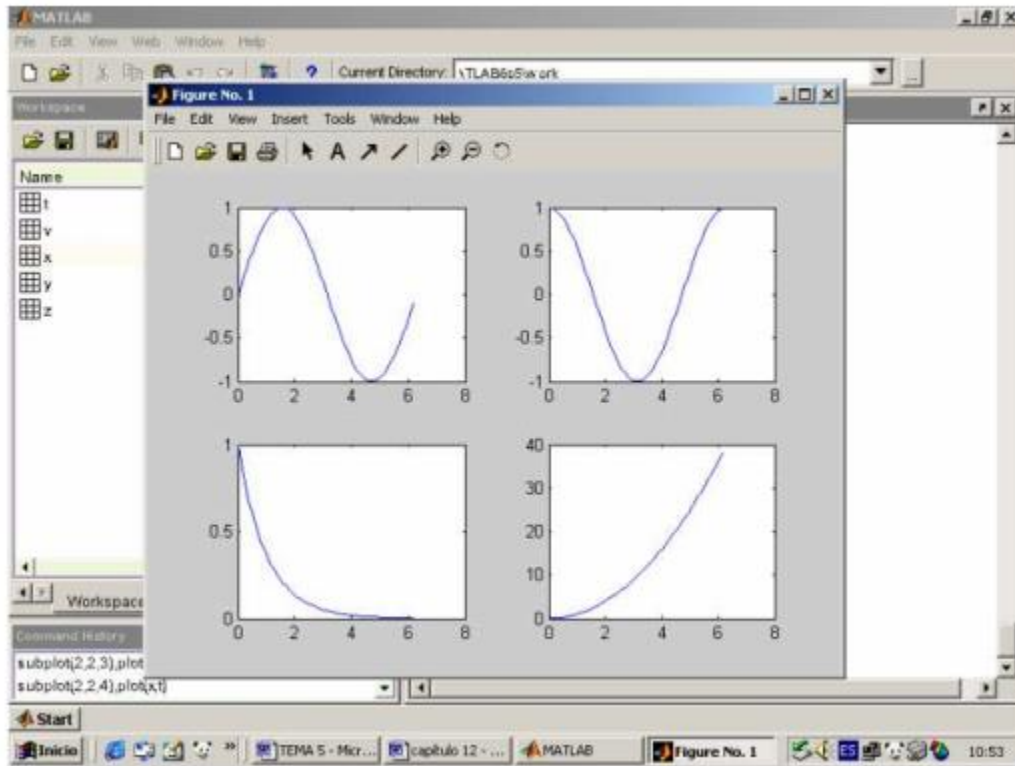 MATLAB
File Edit View Web Window Help
? Current Directory: \TLAB6p5\work ...
Workspace
Figure No. 1
File Edit View Insert Tools Window Help
A
Name
t
v
x
y
z
1
0.5
0
-0.5
-1
0 2 4 6 8
1
0.5
0
-0.5
-1
0 2 4 6 8
1
0.5
0
0 2 4 6 8
40
30
20
10
0
0 2 4 6 8
Workspace
Command History
subplot(2,2,3),plot
subplot(2,2,4),plot(x,t)
Start
Inicio » TEMA 5 - Micr... capítulo 12 - ... MATLAB Figure No. 1 ES 10:53